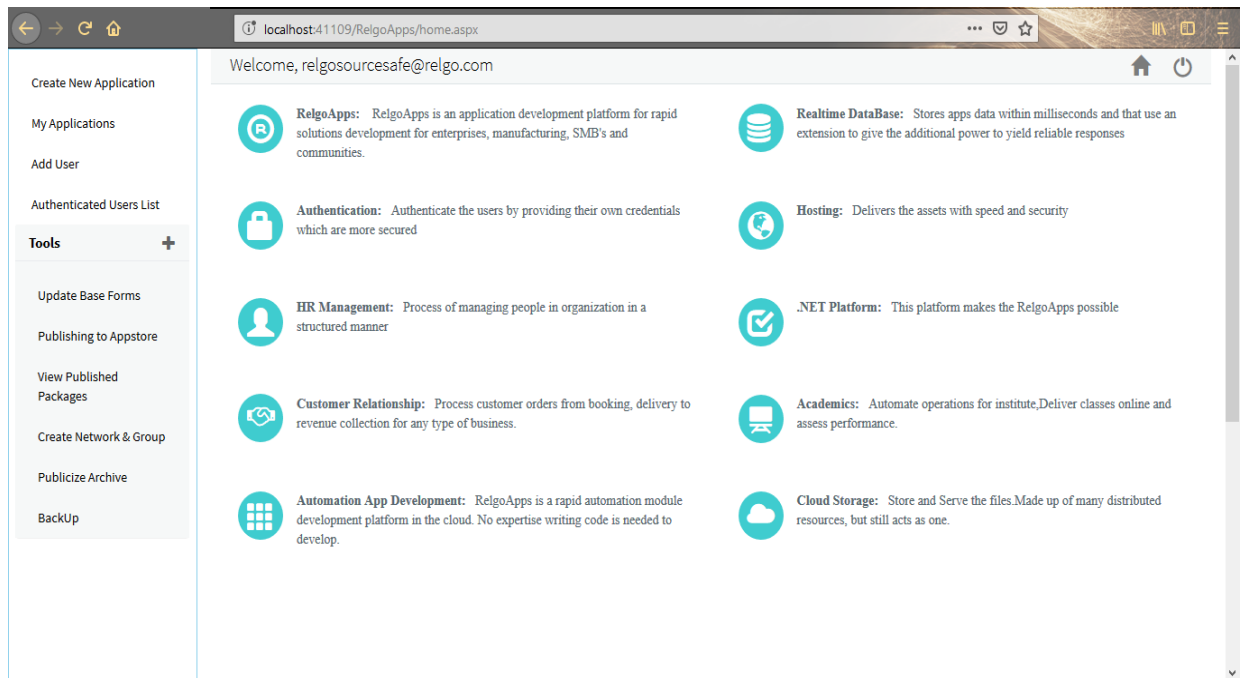 localhost:41109/RelgoApps/home.aspx
Welcome, relgosourcesafe@relgo.com
Create New Application
My Applications
Add User
Authenticated Users List
Tools
Update Base Forms
Publishing to Appstore
View Published
Packages
Create Network & Group
Publicize Archive
BackUp
RelgoApps: RelgoApps is an application development platform for rapid
solutions development for enterprises, manufacturing, SMB's and
communities.
Realtime DataBase: Stores apps data within milliseconds and that use an
extension to give the additional power to yield reliable responses
Authentication: Authenticate the users by providing their own credentials
which are more secured
Hosting: Delivers the assets with speed and security
HR Management: Process of managing people in organization in a
structured manner
.NET Platform: This platform makes the RelgoApps possible
Customer Relationship: Process customer orders from booking, delivery to
revenue collection for any type of business.
Academics: Automate operations for institute,Deliver classes online and
assess performance.
Automation App Development: RelgoApps is a rapid automation module
development platform in the cloud. No expertise writing code is needed to
develop.
Cloud Storage: Store and Serve the files.Made up of many distributed
resources, but still acts as one.